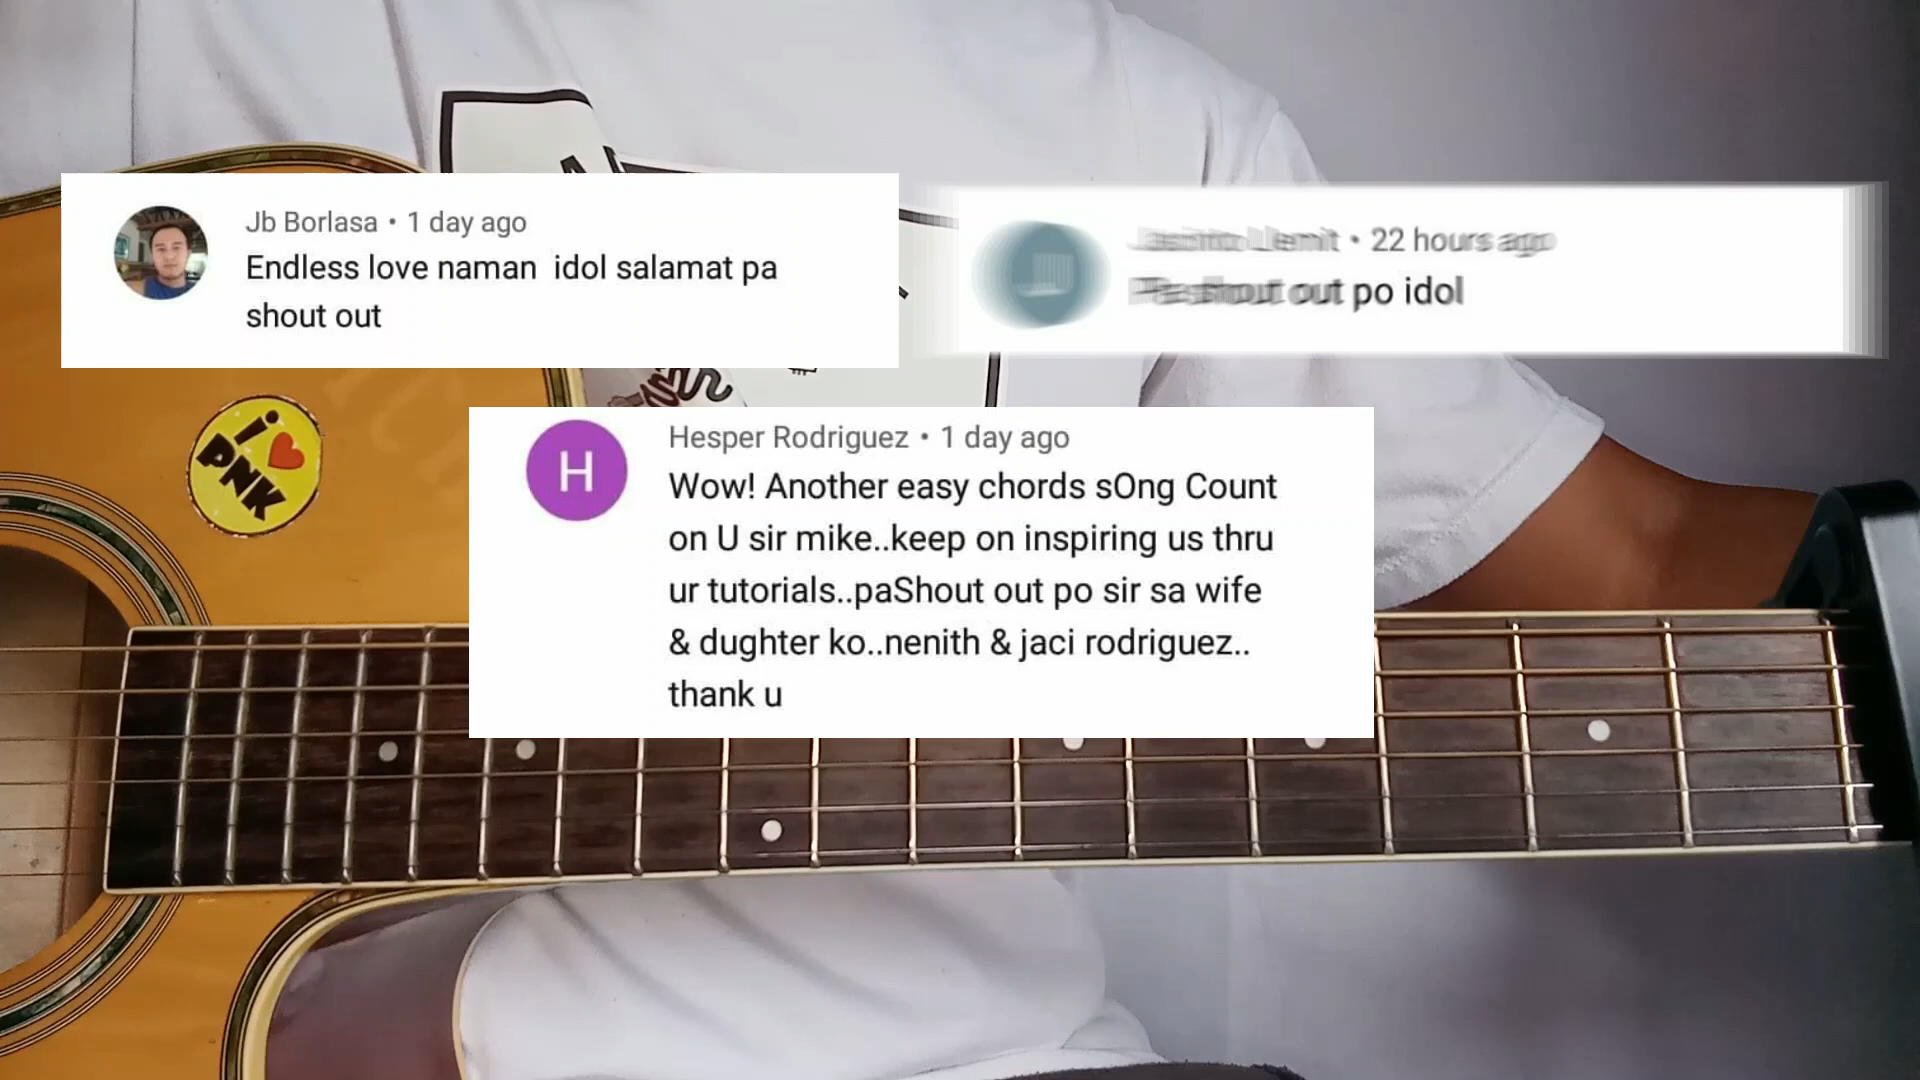 Jb Borlasa • 1 day ago
Endless love naman  idol salamat pa
shout out
• 22 hours ago
out po idol
Hesper Rodriguez • 1 day ago
Wow! Another easy chords sOng Count
on U sir mike..keep on inspiring us thru
ur tutorials..paShout out po sir sa wife
& dughter ko..nenith & jaci rodriguez..
thank u
H
i
PNK